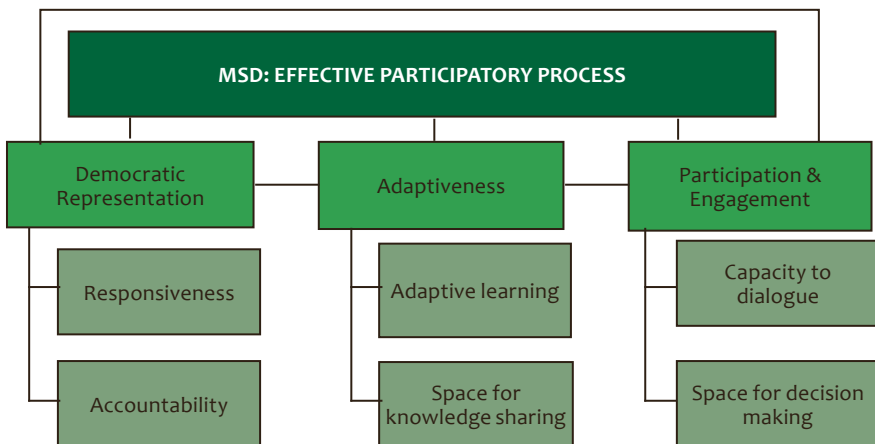 MSD: EFFECTIVE PARTICIPATORY PROCESS
Democratic
Representation
Adaptiveness
Participation &
Engagement
Responsiveness
Adaptive learning
Capacity to
dialogue
Accountability
Space for
knowledge sharing
Space for decision
making